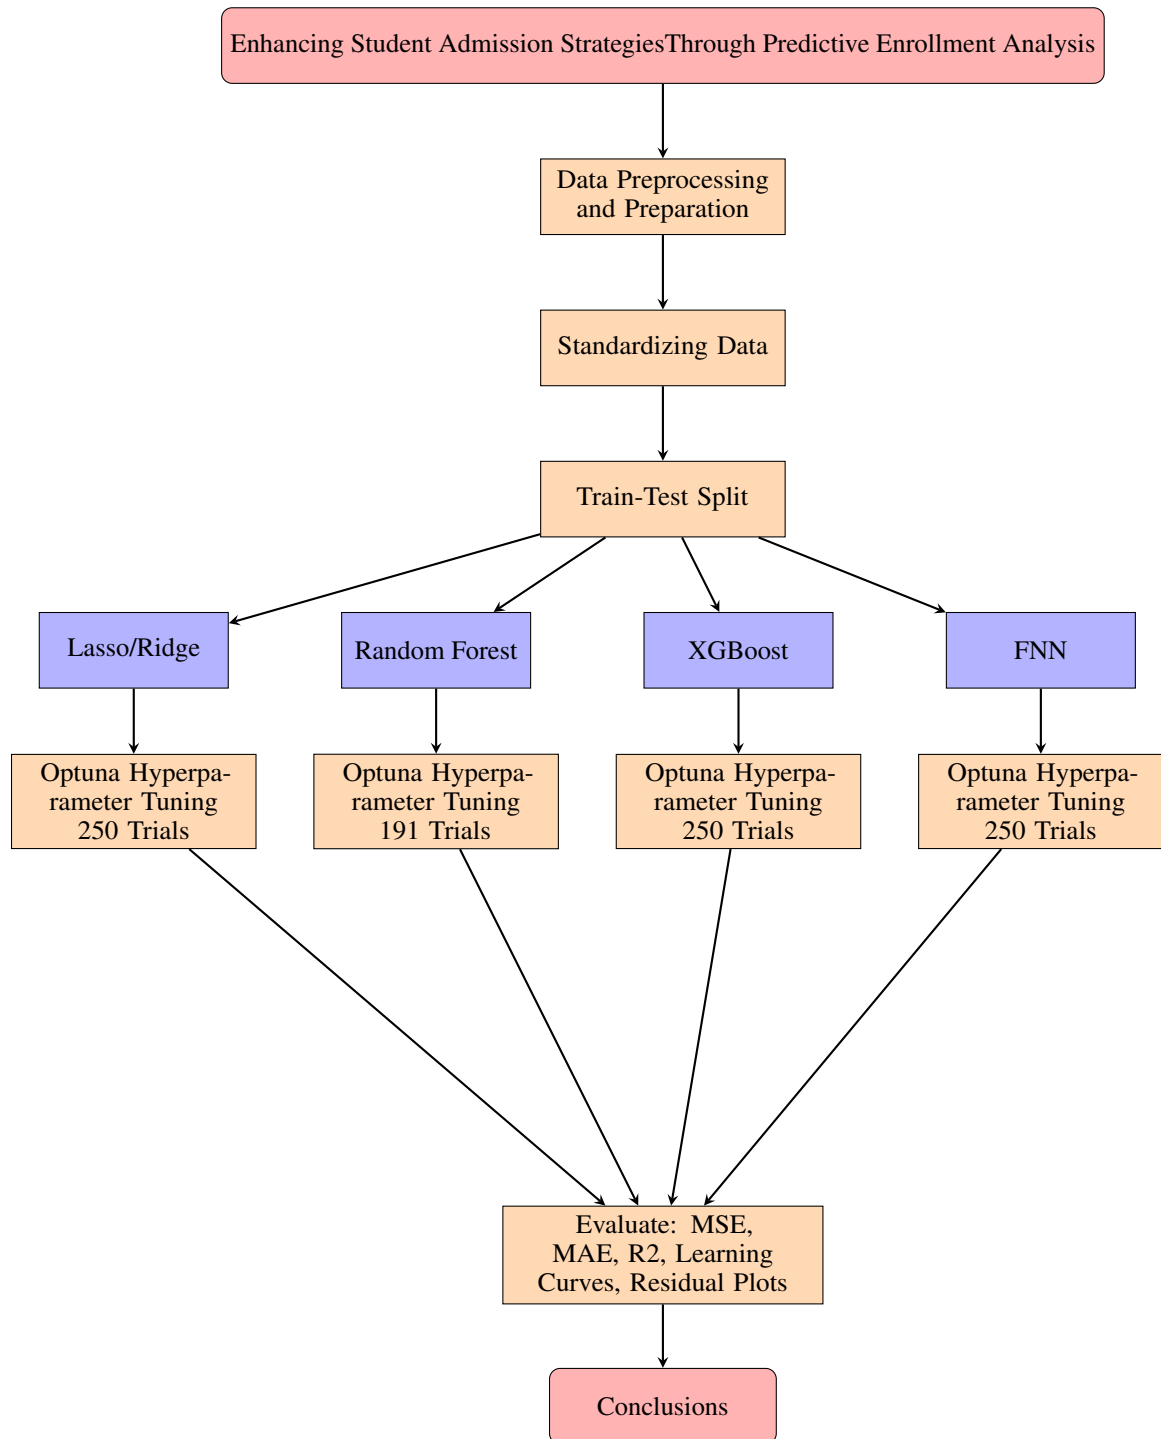 Enhancing Student Admission StrategiesThrough Predictive Enrollment Analysis
Data Preprocessing
and Preparation
Standardizing Data
Train-Test Split
Lasso/Ridge
Random Forest
XGBoost
FNN
Optuna Hyperpa-
rameter Tuning
250 Trials
Optuna Hyperpa-
rameter Tuning
191 Trials
Optuna Hyperpa-
rameter Tuning
250 Trials
Optuna Hyperpa-
rameter Tuning
250 Trials
Evaluate: MSE,
MAE, R2, Learning
Curves, Residual Plots
Conclusions